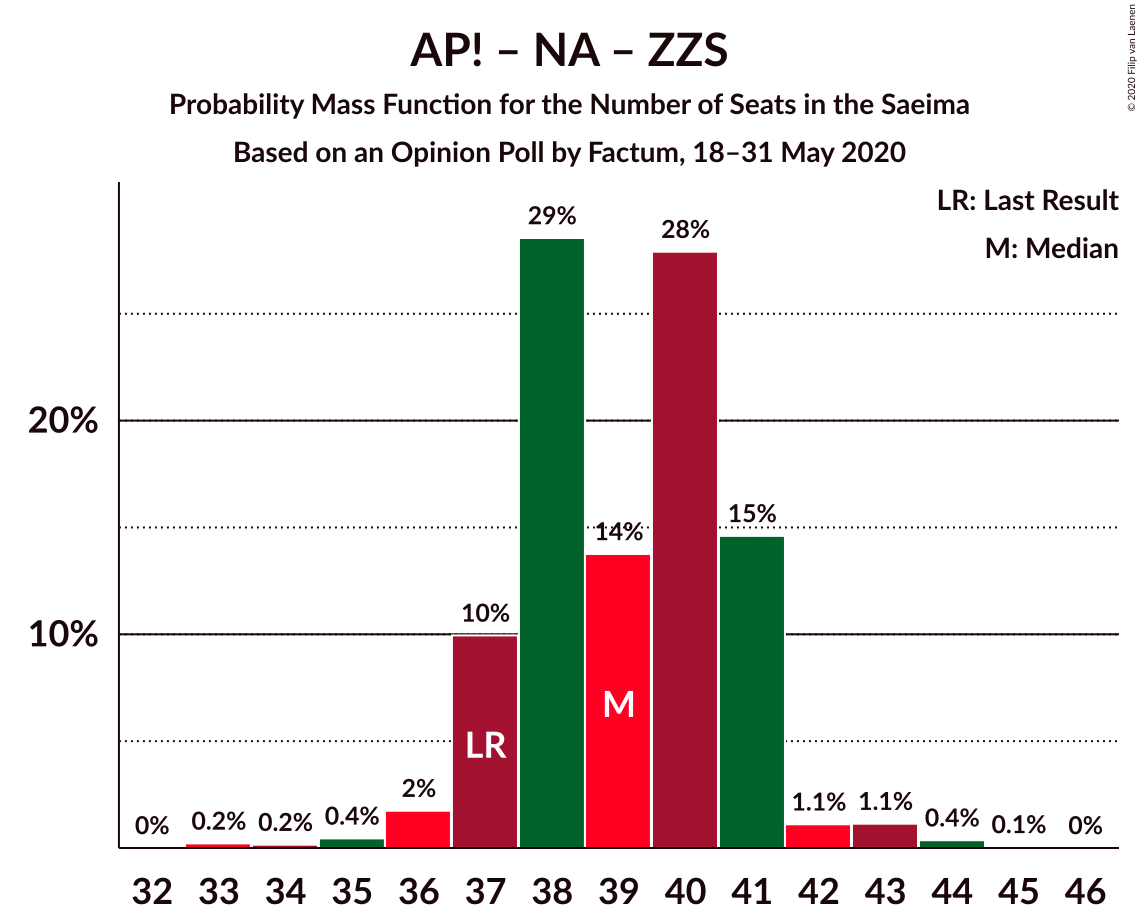 AP! – NA – ZZS
Probability Mass Function for the Number of Seats in the Saeima
Based on an Opinion Poll by Factum, 18–31 May 2020
© 2020 Filip van Laenen
LR: Last Result
M: Median
20%
10%
0%
0.2%
0.2%
0.4%
2%
10%
29%
14%
28%
15%
1.1%
1.1%
0.4%
0.1%
0%
LR
M
32 33 34 35 36 37 38 39 40 41 42 43 44 45 46